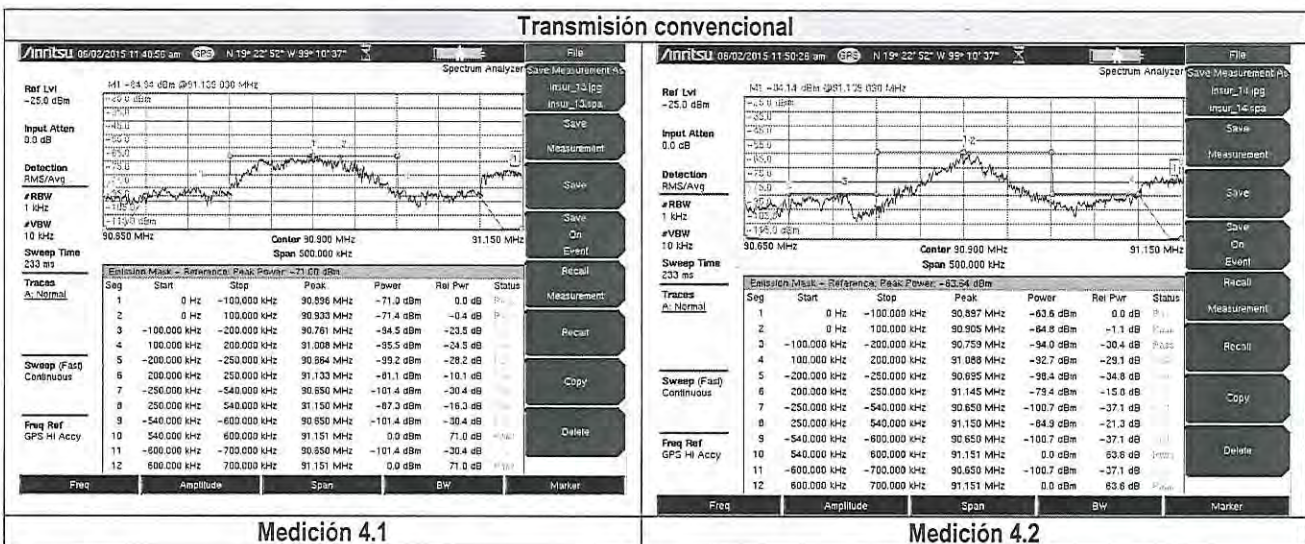 Transmisión convencional
Anritsu 06/02/2015 11:40:56 am GPS N 19° 22' 52" W 99° 10' 37"
Spectrum Analyzer
M1 -84.94 dBm @91.135 030 MHz
Ref Lvl
-25.0 dBm
Input Atten
0.0 dB
Detection
RMS/Avg
#RBW
1 kHz
#VBW
10 kHz
Sweep Time
233 ms
Traces
A: Normal
Sweep (Fast)
Continuous
Freq Ref
GPS HI Accy
90.650 MHz
Center 90.900 MHz
91.150 MHz
Span 500.000 kHz
Emission Mask - Reference: Peak Power: -71.00 dBm
Seg Start Stop Peak Power Rel Pwr Status
1 0 Hz -100.000 kHz 90.896 MHz -71.0 dBm 0.0 dB
2 0 Hz 100.000 kHz 90.933 MHz -71.4 dBm -0.4 dB
3 -100.000 kHz -200.000 kHz 90.761 MHz -94.5 dBm -23.5 dB
4 100.000 kHz 200.000 kHz 91.008 MHz -95.5 dBm -24.5 dB
5 -200.000 kHz -250.000 kHz 90.664 MHz -99.2 dBm -28.2 dB
6 200.000 kHz 250.000 kHz 91.133 MHz -81.1 dBm -10.1 dB
7 -250.000 kHz -540.000 kHz 90.650 MHz -101.4 dBm -30.4 dB
8 250.000 kHz 540.000 kHz 91.150 MHz -87.3 dBm -16.3 dB
9 -540.000 kHz -600.000 kHz 90.650 MHz -101.4 dBm -30.4 dB
10 540.000 kHz 600.000 kHz 91.151 MHz 0.0 dBm 71.0 dB
11 -600.000 kHz -700.000 kHz 90.650 MHz -101.4 dBm -30.4 dB
12 600.000 kHz 700.000 kHz 91.151 MHz 0.0 dBm 71.0 dB
File
Save Measurement As
insur_13.jpg
insur_13.spa
Save
Measurement
Save
Save
On
Event
Recall
Measurement
Recall
Copy
Delete
Freq Amplitude Span BW Marker
Medición 4.1
Anritsu 06/02/2015 11:50:26 am GPS N 19° 22' 52" W 99° 10' 37"
Spectrum Analyzer
M1 -84.14 dBm @91.135 030 MHz
Ref Lvl
-25.0 dBm
Input Atten
0.0 dB
Detection
RMS/Avg
#RBW
1 kHz
#VBW
10 kHz
Sweep Time
233 ms
Traces
A: Normal
Sweep (Fast)
Continuous
Freq Ref
GPS HI Accy
90.650 MHz
Center 90.900 MHz
91.150 MHz
Span 500.000 kHz
Emission Mask - Reference: Peak Power: -63.64 dBm
Seg Start Stop Peak Power Rel Pwr Status
1 0 Hz -100.000 kHz 90.897 MHz -63.6 dBm 0.0 dB
2 0 Hz 100.000 kHz 90.905 MHz -64.8 dBm -1.1 dB
3 -100.000 kHz -200.000 kHz 90.759 MHz -94.0 dBm -30.4 dB
4 100.000 kHz 200.000 kHz 91.088 MHz -92.7 dBm -29.1 dB
5 -200.000 kHz -250.000 kHz 90.695 MHz -98.4 dBm -34.8 dB
6 200.000 kHz 250.000 kHz 91.145 MHz -79.4 dBm -15.8 dB
7 -250.000 kHz -540.000 kHz 90.650 MHz -100.7 dBm -37.1 dB
8 250.000 kHz 540.000 kHz 91.150 MHz -84.9 dBm -21.3 dB
9 -540.000 kHz -600.000 kHz 90.650 MHz -100.7 dBm -37.1 dB
10 540.000 kHz 600.000 kHz 91.151 MHz 0.0 dBm 63.6 dB
11 -600.000 kHz -700.000 kHz 90.650 MHz -100.7 dBm -37.1 dB
12 600.000 kHz 700.000 kHz 91.151 MHz 0.0 dBm 63.6 dB
File
Save Measurement As
insur_14.jpg
insur_14.spa
Save
Measurement
Save
Save
On
Event
Recall
Measurement
Recall
Copy
Delete
Freq Amplitude Span BW Marker
Medición 4.2